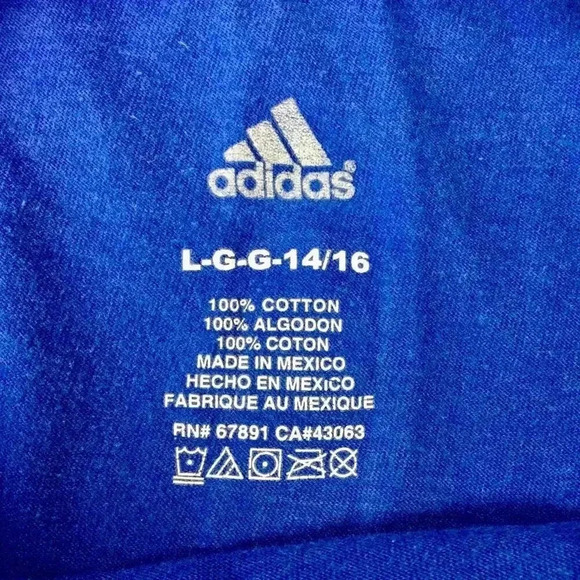 adidas®
L-G-G-14/16
100% COTTON
100% ALGODON
100% COTON
MADE IN MEXICO
HECHO EN MEXICO
FABRIQUE AU MEXIQUE
RN# 67891 CA#43063